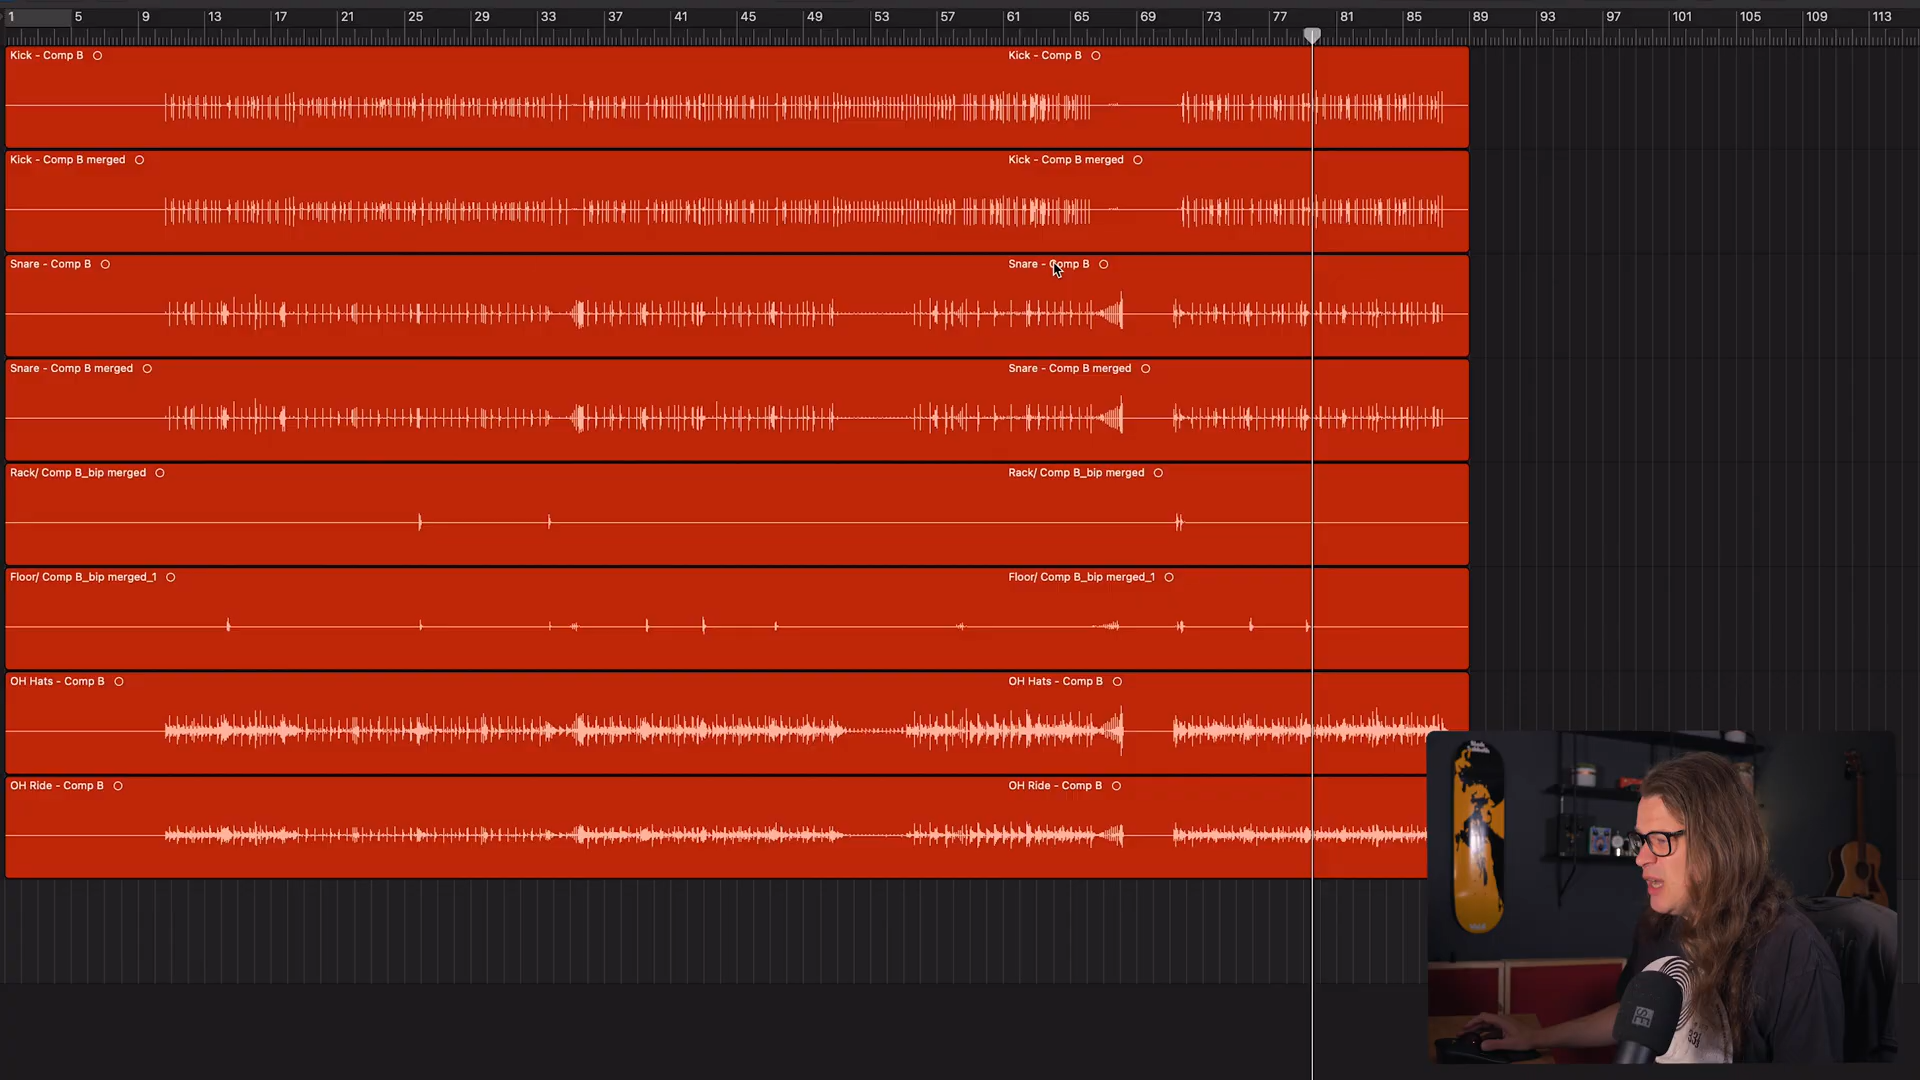 1 5 9 13 17 21 25 29 33 37 41 45 49 53 57 61 65 69 73 77 81 85 89 93 97 101 105 109 113
Kick - Comp B Kick - Comp B
Kick - Comp B merged Kick - Comp B merged
Snare - Comp B Snare - Comp B
Snare - Comp B merged Snare - Comp B merged
Rack/ Comp B_bip merged Rack/ Comp B_bip merged
Floor/ Comp B_bip merged_1 Floor/ Comp B_bip merged_1
OH Hats - Comp B OH Hats - Comp B
OH Ride - Comp B OH Ride - Comp B
SE
33⅓